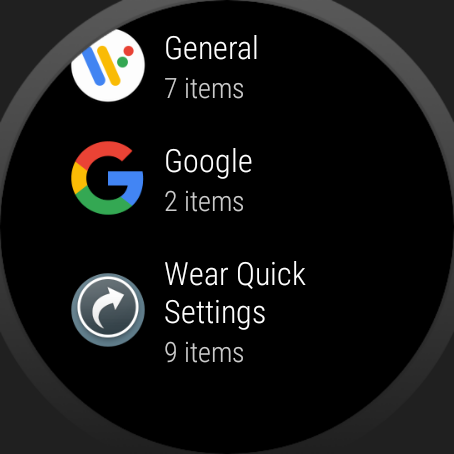 General
7 items
Google
2 items
Wear Quick
Settings
9 items